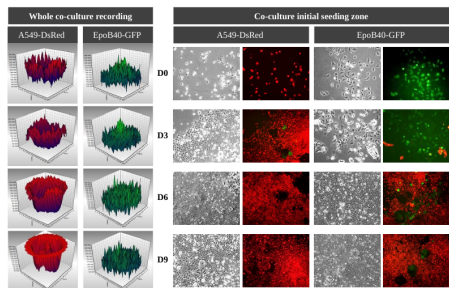 Whole co-culture recording
Co-culture initial seeding zone
A549-DsRed
EpoB40-GFP
A549-DsRed
EpoB40-GFP
D0
D3
D6
D9